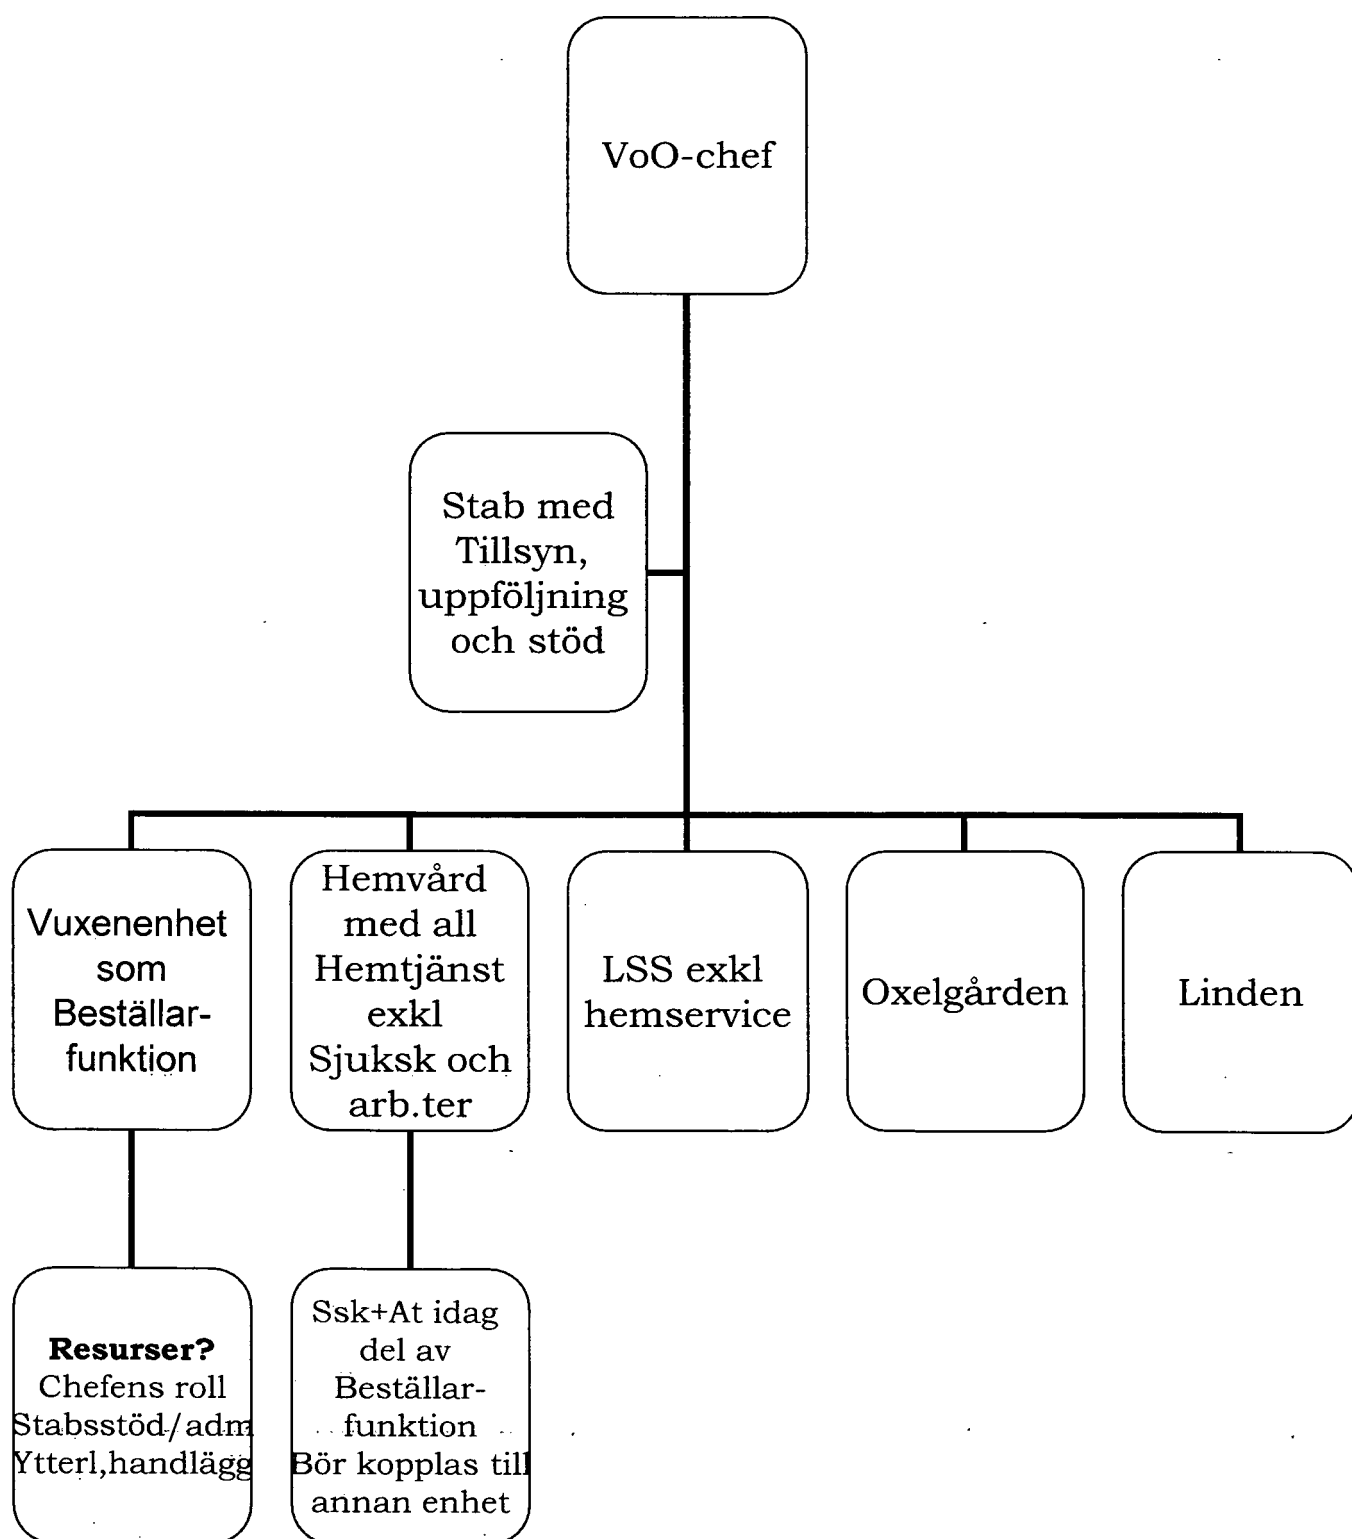 VoO-chef
Stab med
Tillsyn,
uppföljning
och stöd
Vuxenenhet
som
Beställar-
funktion
Hemvård
med all
Hemtjänst
exkl
Sjuksk och
arb.ter
LSS exkl
hemservice
Oxelgården
Linden
Resurser?
Chefens roll
Stabsstöd/adm
Ytterl,handlägg
Ssk+At idag
del av
Beställar-
funktion
Bör kopplas till
annan enhet